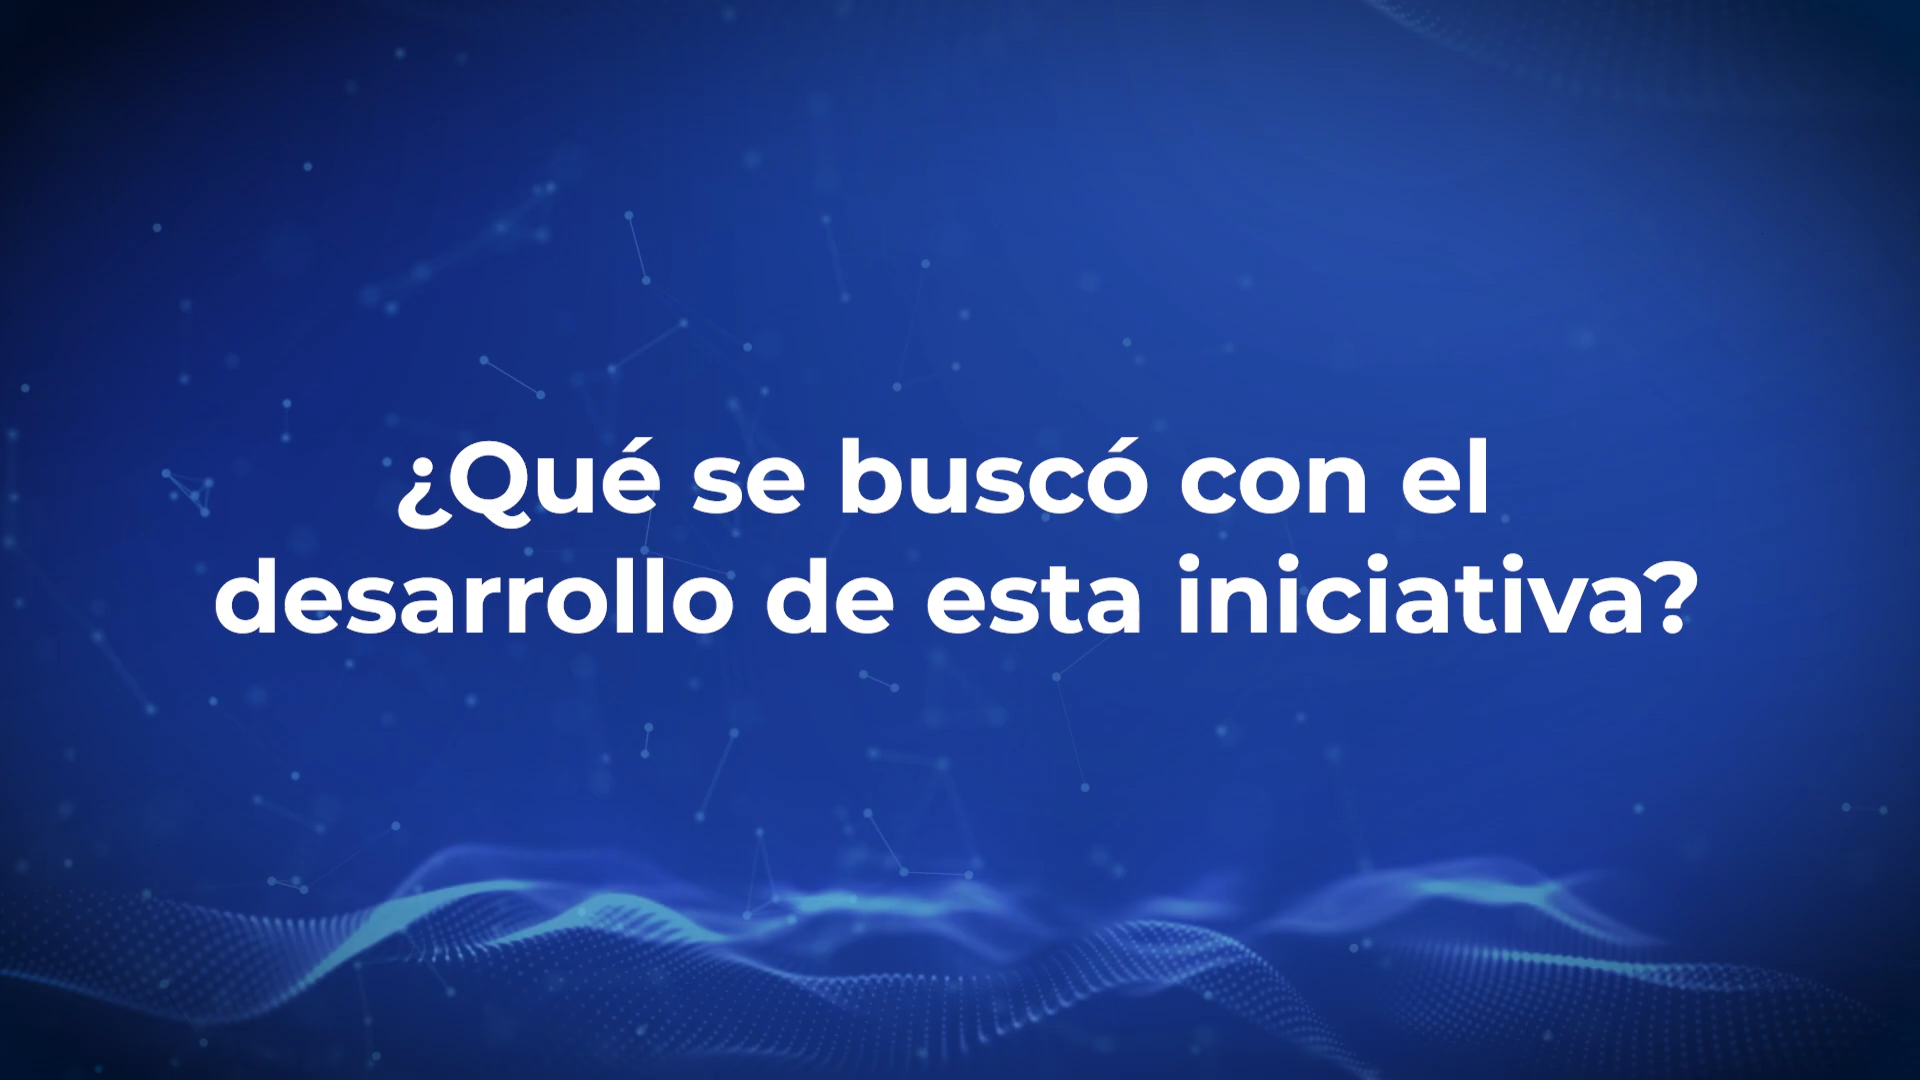 ¿Qué se buscó con el
desarrollo de esta iniciativa?